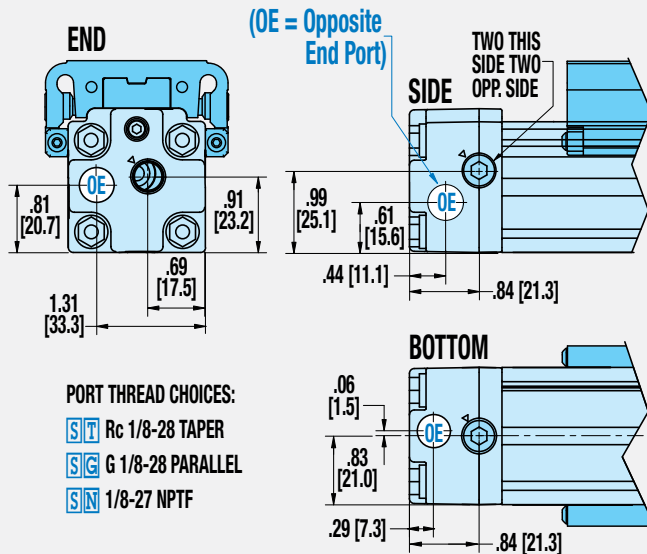 END
(OE = Opposite
End Port)
TWO THIS
SIDE TWO
OPP. SIDE
SIDE
OE
.81
[20.7]
.91
[23.2]
.69
[17.5]
1.31
[33.3]
OE
.99
[25.1]
.61
[15.6]
.44 [11.1]
.84 [21.3]
BOTTOM
OE
.06
[1.5]
.83
[21.0]
.29 [7.3]
.84 [21.3]
PORT THREAD CHOICES:
ST Rc 1/8-28 TAPER
SG G 1/8-28 PARALLEL
SN 1/8-27 NPTF